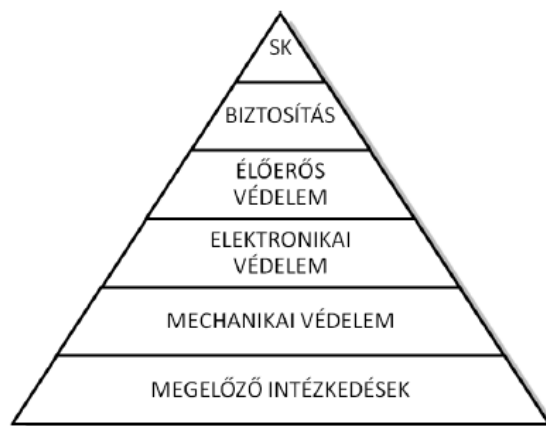 SK
BIZTOSÍTÁS
ÉLŐERŐS
VÉDELEM
ELEKTRONIKAI
VÉDELEM
MECHANIKAI VÉDELEM
MEGELŐZŐ INTÉZKEDÉSEK